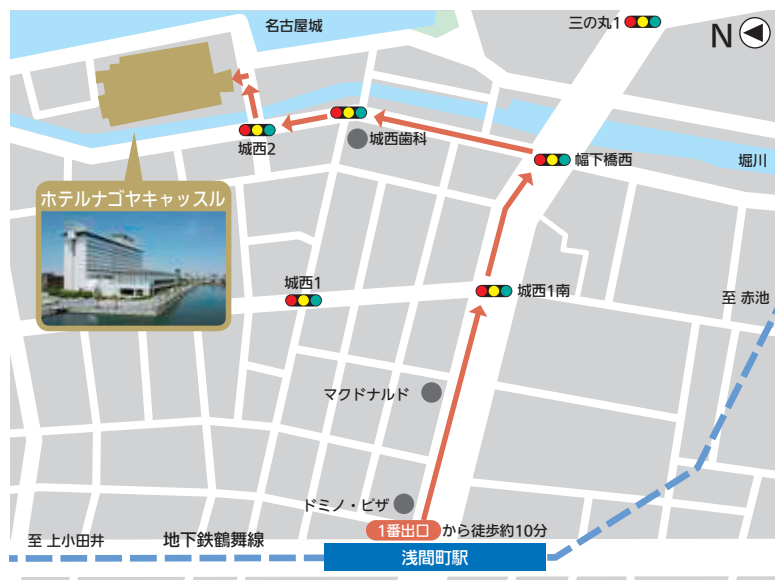 名古屋城
三の丸1
N
城西2
城西歯科
幅下橋西
堀川
ホテルナゴヤキャッスル
城西1
城西1南
至 赤池
マクドナルド
ドミノ・ピザ
1番出口 から徒歩約10分
至 上小田井
地下鉄鶴舞線
浅間町駅